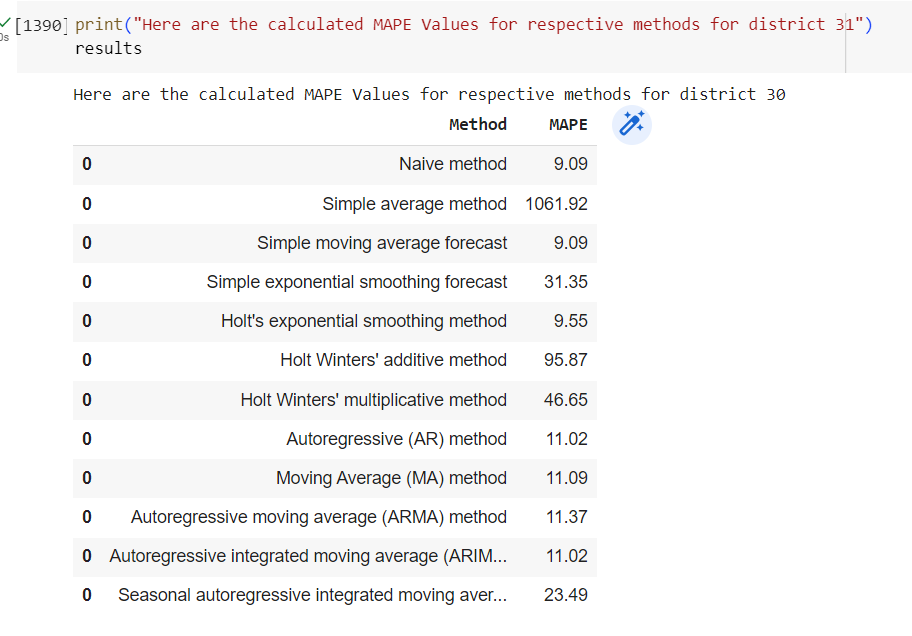 [1390] print("Here are the calculated MAPE Values for respective methods for district 31")
0s
results
Here are the calculated MAPE Values for respective methods for district 30
Method MAPE
0 Naive method 9.09
0 Simple average method 1061.92
0 Simple moving average forecast 9.09
0 Simple exponential smoothing forecast 31.35
0 Holt's exponential smoothing method 9.55
0 Holt Winters' additive method 95.87
0 Holt Winters' multiplicative method 46.65
0 Autoregressive (AR) method 11.02
0 Moving Average (MA) method 11.09
0 Autoregressive moving average (ARMA) method 11.37
0 Autoregressive integrated moving average (ARIM... 11.02
0 Seasonal autoregressive integrated moving aver... 23.49